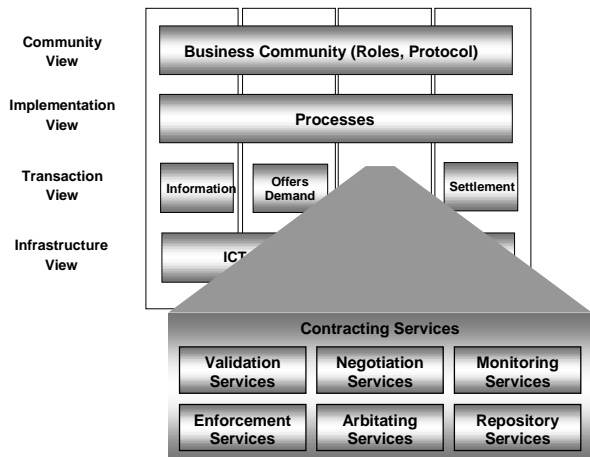 Community
View
Business Community (Roles, Protocol)
Implementation
View
Processes
Transaction
View
Information
Offers
Demand
Settlement
Infrastructure
View
ICT
Contracting Services
Validation
Services
Negotiation
Services
Monitoring
Services
Enforcement
Services
Arbitating
Services
Repository
Services